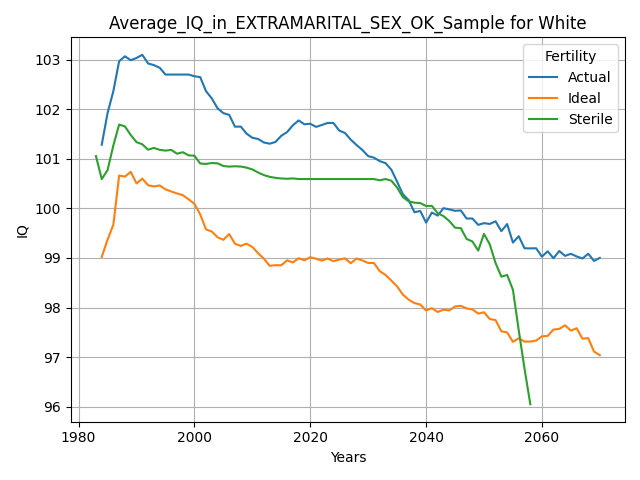 Average_IQ_in_EXTRAMARITAL_SEX_OK_Sample for White
Fertility
Actual
Ideal
Sterile
103
102
101
100
99
98
97
96
IQ
1980
2000
2020
2040
2060
Years